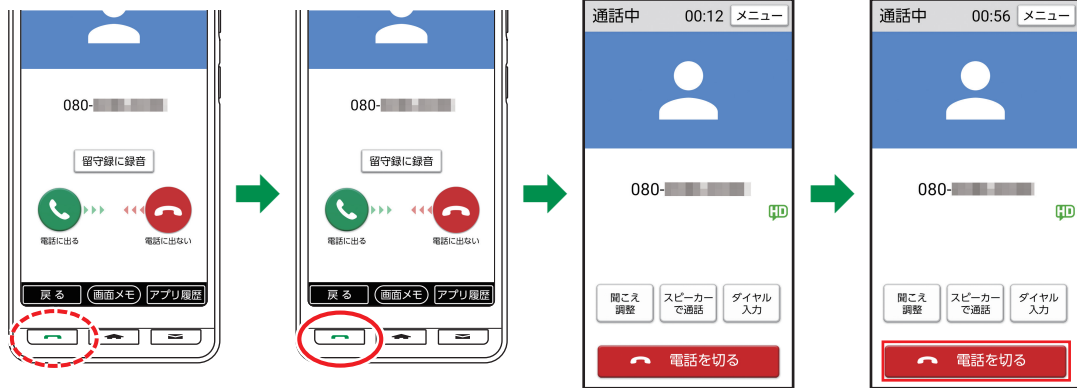 080-
留守録に録音
電話に出る
電話に出ない
戻る
画面メモ
アプリ履歴
080-
留守録に録音
電話に出る
電話に出ない
戻る
画面メモ
アプリ履歴
通話中 00:12 メニュー
080-
HD
聞こえ
調整
スピーカー
で通話
ダイヤル
入力
電話を切る
通話中 00:56 メニュー
080-
HD
聞こえ
調整
スピーカー
で通話
ダイヤル
入力
電話を切る